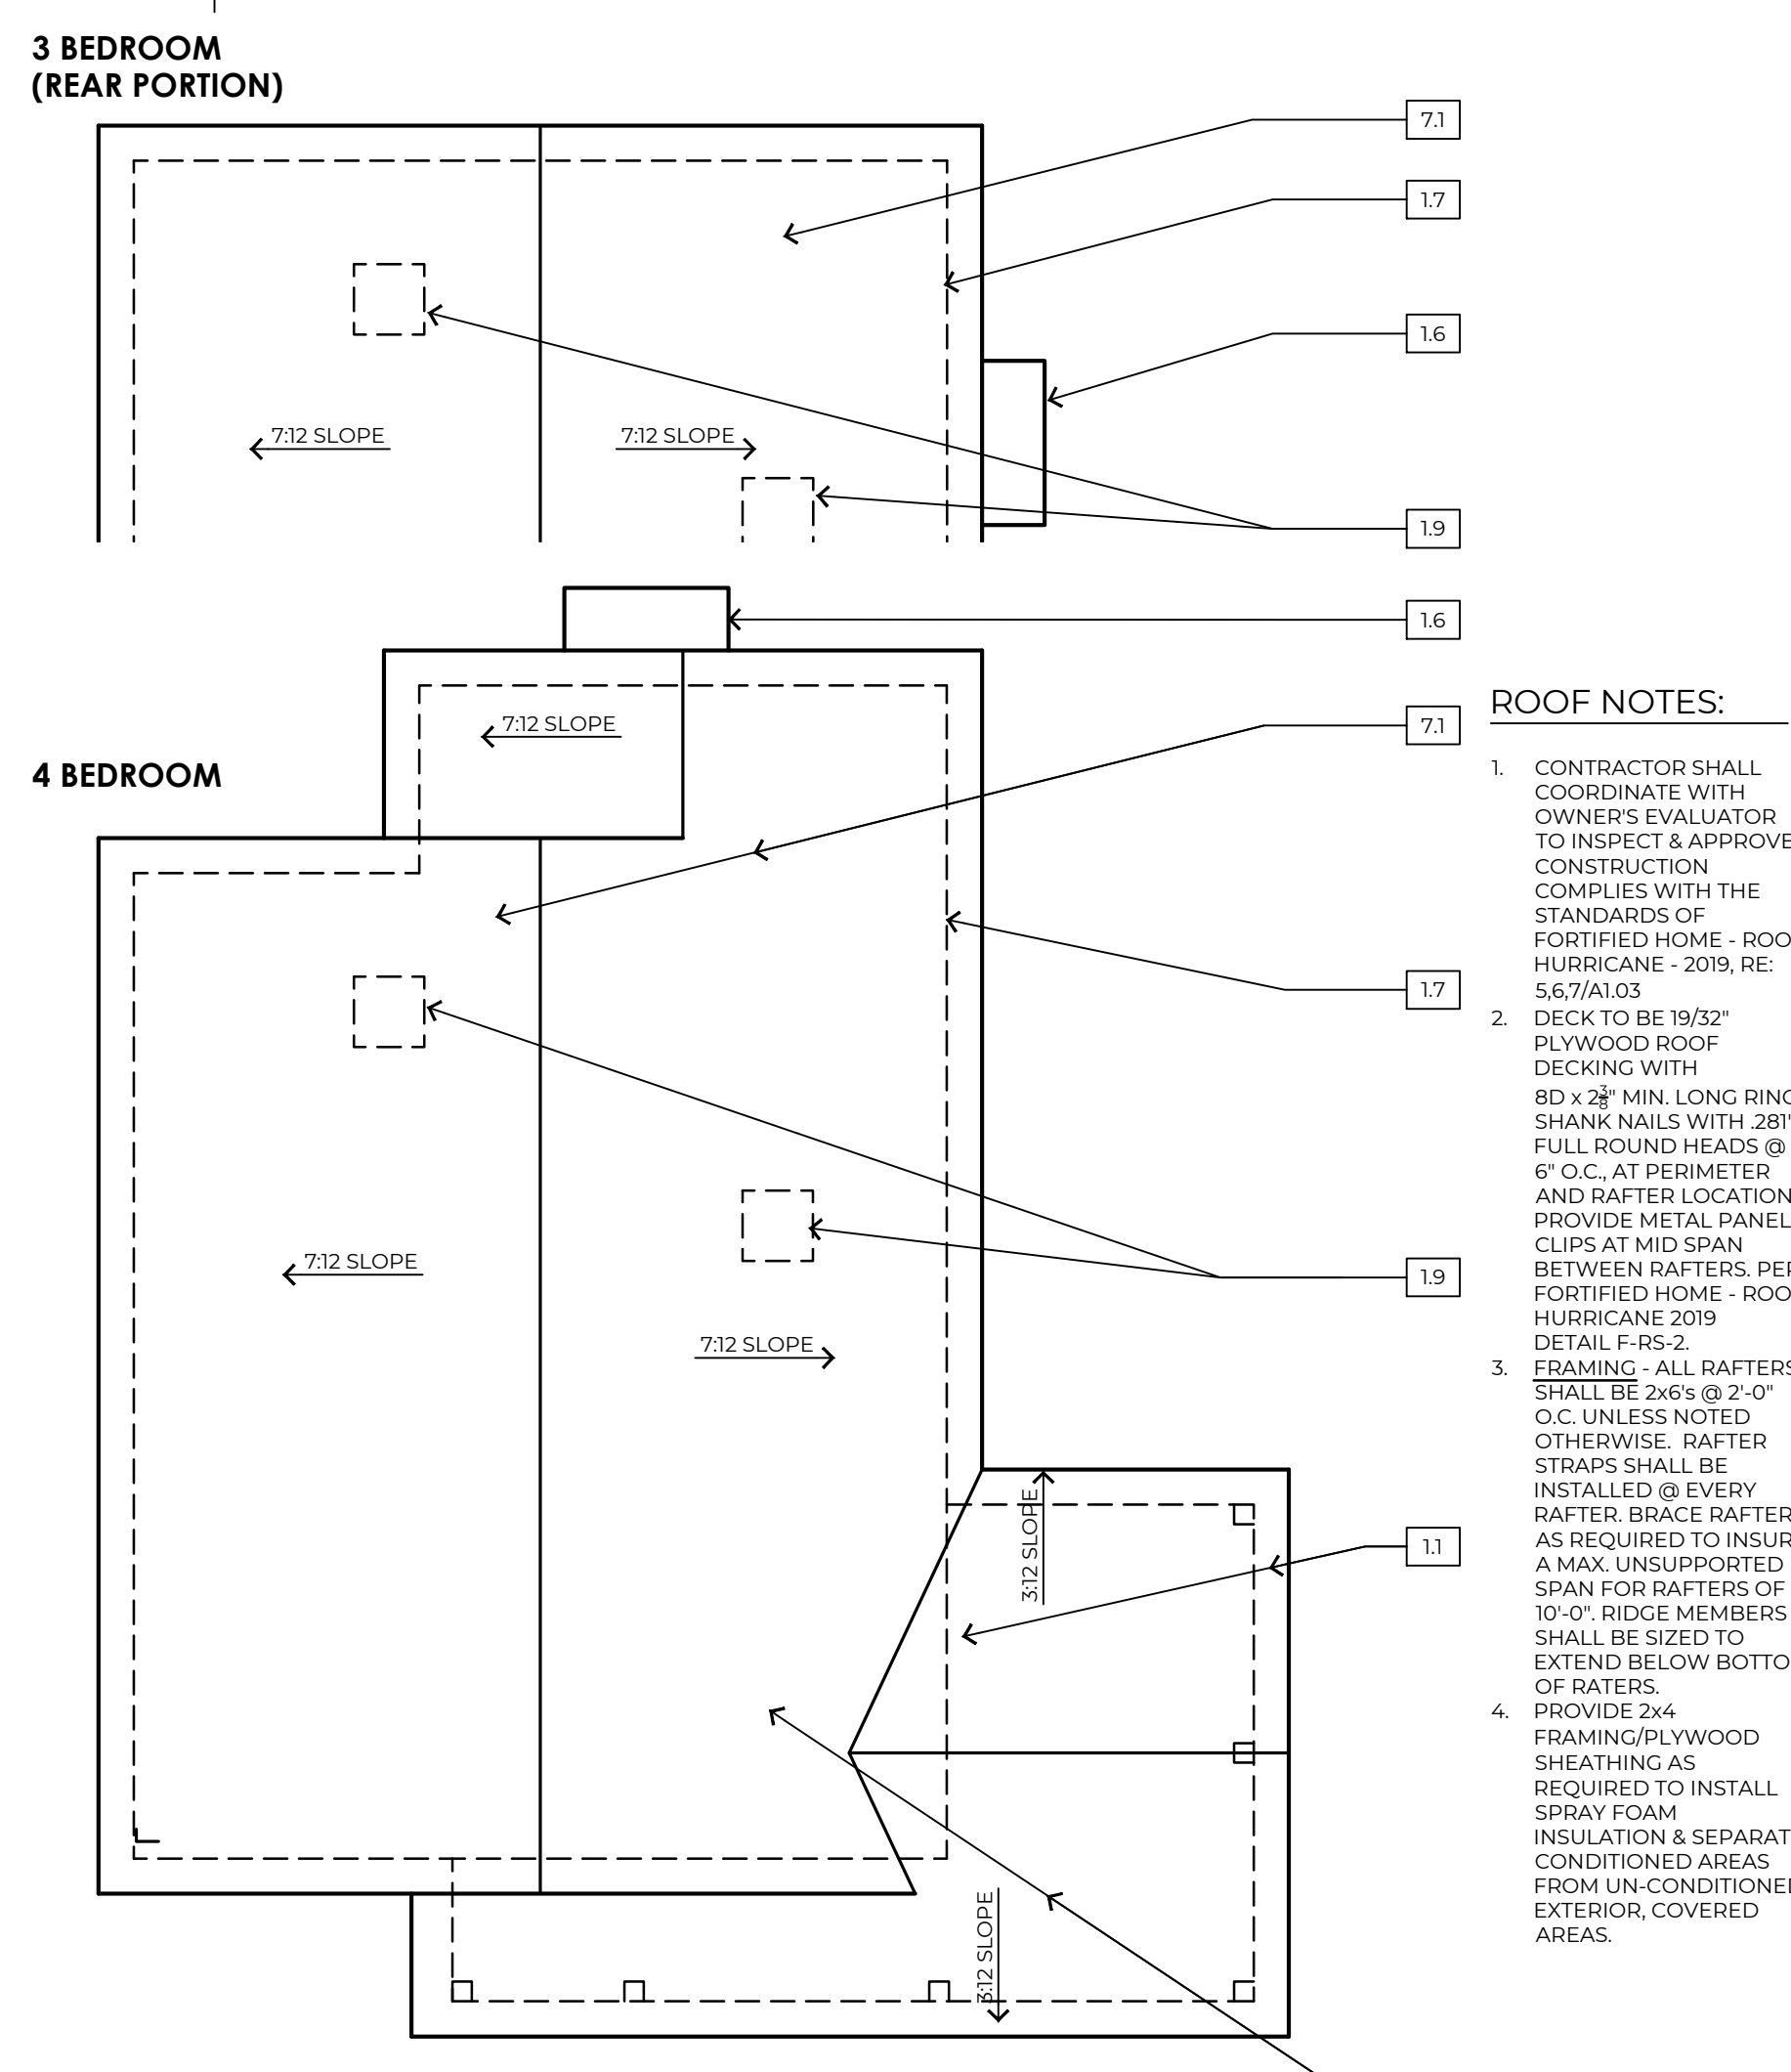 3 BEDROOM
(REAR PORTION)
7.1
1.7
1.6
7:12 SLOPE
7:12 SLOPE
1.9
1.6
7:12 SLOPE
7.1
4 BEDROOM
1.7
7:12 SLOPE
1.9
7:12 SLOPE
3:12 SLOPE
1.1
3:12 SLOPE
ROOF NOTES:
1. CONTRACTOR SHALL
COORDINATE WITH
OWNER'S EVALUATOR
TO INSPECT & APPROVE
CONSTRUCTION
COMPLIES WITH THE
STANDARDS OF
FORTIFIED HOME - ROO
HURRICANE - 2019, RE:
5,6,7/A1.03
2. DECK TO BE 19/32"
PLYWOOD ROOF
DECKING WITH
8D x 2 3/8" MIN. LONG RING
SHANK NAILS WITH .281"
FULL ROUND HEADS @
6" O.C., AT PERIMETER
AND RAFTER LOCATION
PROVIDE METAL PANEL
CLIPS AT MID SPAN
BETWEEN RAFTERS. PER
FORTIFIED HOME - ROO
HURRICANE 2019
DETAIL F-RS-2.
3. FRAMING - ALL RAFTERS
SHALL BE 2x6's @ 2'-0"
O.C. UNLESS NOTED
OTHERWISE. RAFTER
STRAPS SHALL BE
INSTALLED @ EVERY
RAFTER. BRACE RAFTER
AS REQUIRED TO INSUR
A MAX. UNSUPPORTED
SPAN FOR RAFTERS OF
10'-0". RIDGE MEMBERS
SHALL BE SIZED TO
EXTEND BELOW BOTTO
OF RATERS.
4. PROVIDE 2x4
FRAMING/PLYWOOD
SHEATHING AS
REQUIRED TO INSTALL
SPRAY FOAM
INSULATION & SEPARAT
CONDITIONED AREAS
FROM UN-CONDITIONED
EXTERIOR, COVERED
AREAS.